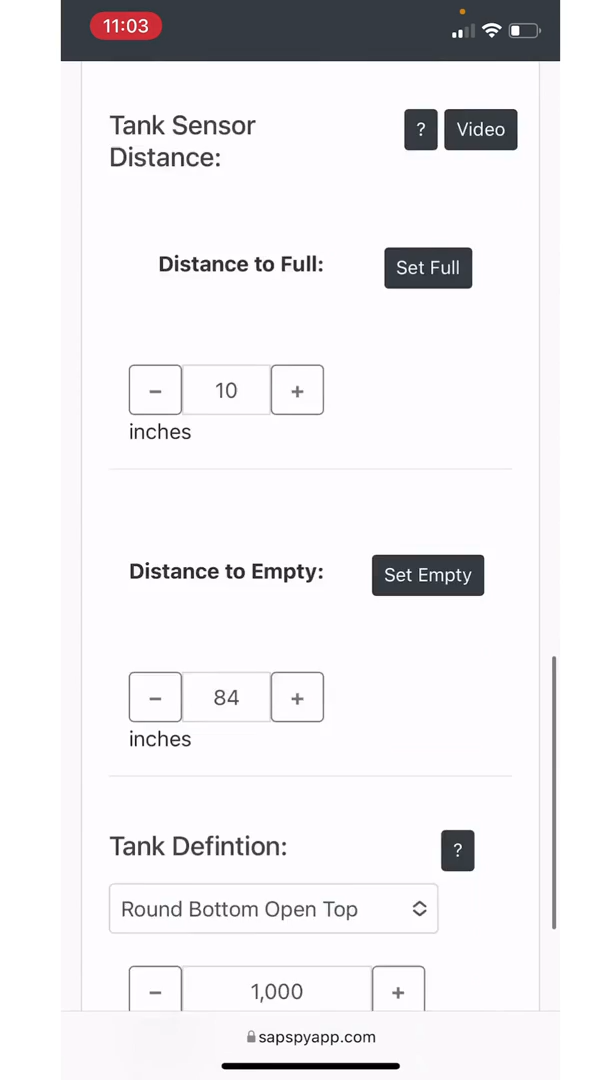 11:03
Tank Sensor
Distance:
? Video
Distance to Full:
Set Full
− 10 +
inches
Distance to Empty:
Set Empty
− 84 +
inches
Tank Defintion:
?
Round Bottom Open Top
− 1,000 +
sapspyapp.com